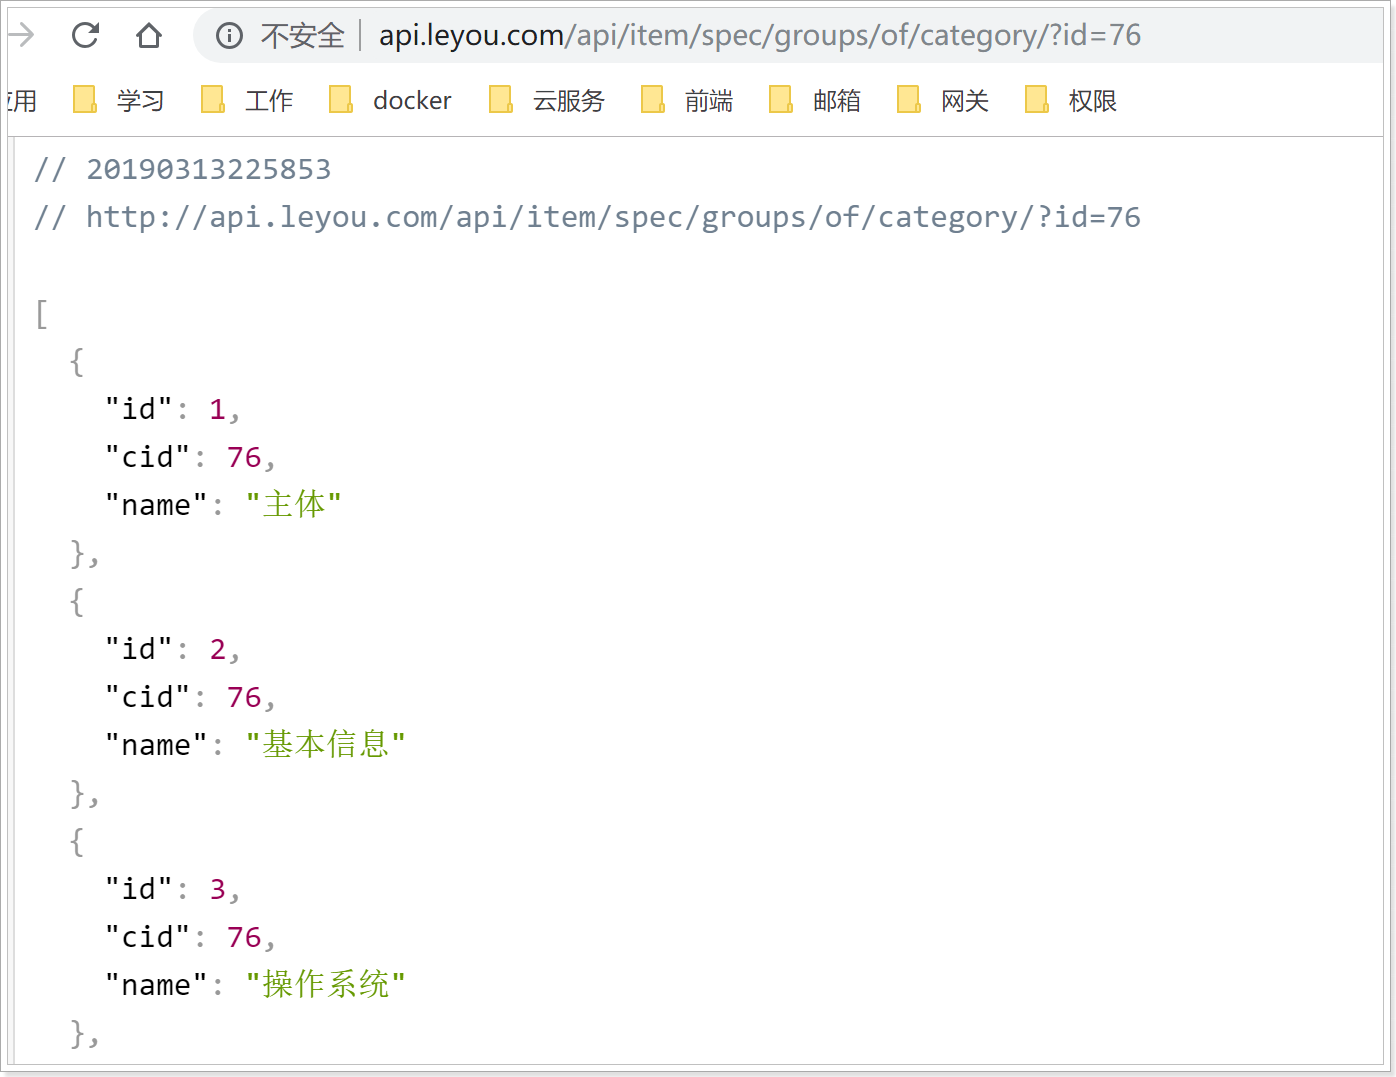 不安全 api.leyou.com/api/item/spec/groups/of/category/?id=76
应用 学习 工作 docker 云服务 前端 邮箱 网关 权限
// 20190313225853
// http://api.leyou.com/api/item/spec/groups/of/category/?id=76
[
{
"id": 1,
"cid": 76,
"name": "主体"
},
{
"id": 2,
"cid": 76,
"name": "基本信息"
},
{
"id": 3,
"cid": 76,
"name": "操作系统"
},